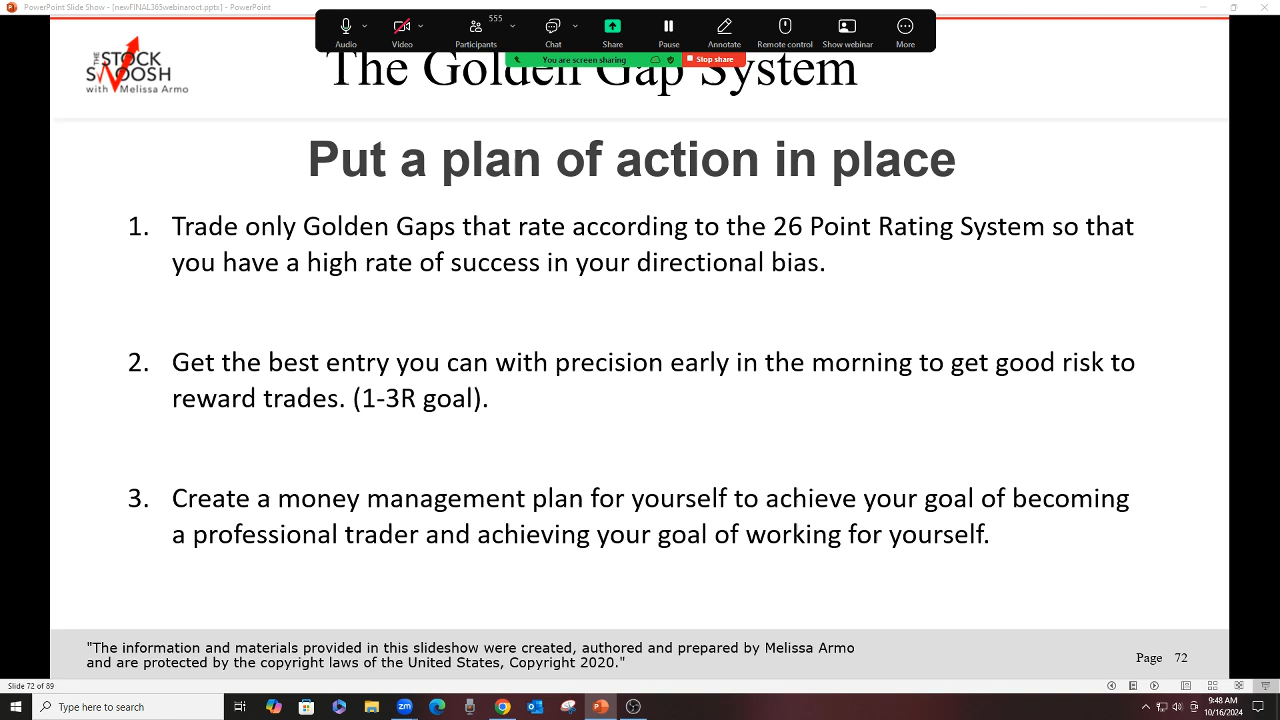 PowerPoint Slide Show - [newFINAL365webinaroct.pptx] - PowerPoint
555
Audio Video Participants Chat Share Pause Annotate Remote control Show webinar More
You are screen sharing Stop share
THE STOCK
SWOOSH
with Melissa Armo
The Golden Gap System
Put a plan of action in place
1. Trade only Golden Gaps that rate according to the 26 Point Rating System so that
you have a high rate of success in your directional bias.
2. Get the best entry you can with precision early in the morning to get good risk to
reward trades. (1-3R goal).
3. Create a money management plan for yourself to achieve your goal of becoming
a professional trader and achieving your goal of working for yourself.
"The information and materials provided in this slideshow were created, authored and prepared by Melissa Armo
and are protected by the copyright laws of the United States, Copyright 2020."
Page 72
Slide 72 of 89
Type here to search
9:48 AM
10/16/2024